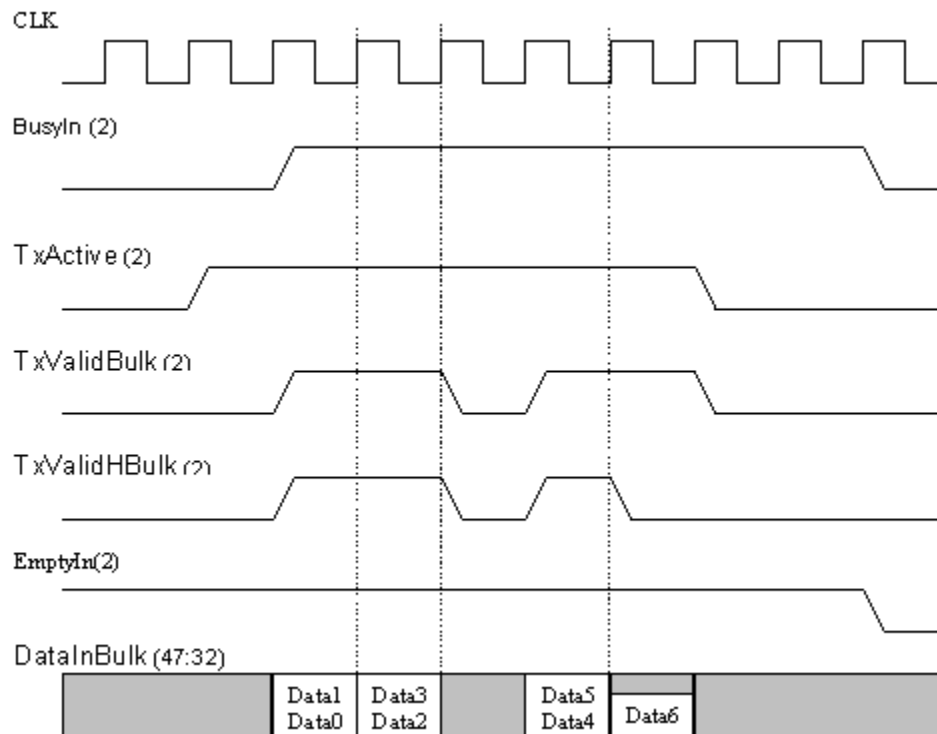 CLK
BusyIn (2)
TxActive (2)
TxValidBulk (2)
TxValidHBulk (2)
EmptyIn(2)
DataInBulk (47:32)
Data1 Data3 Data5
Data0 Data2 Data4 Data6